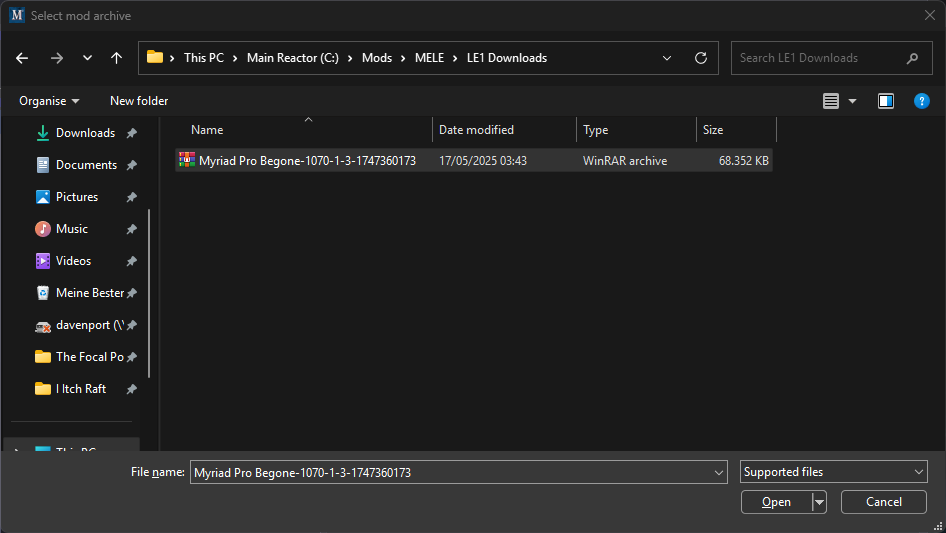 Select mod archive
This PC > Main Reactor (C:) > Mods > MELE > LE1 Downloads
Search LE1 Downloads
Organise
New folder
Name
Date modified
Type
Size
Downloads
Documents
Pictures
Music
Videos
Meine Bester
davenport (\\
The Focal Po
I Itch Raft
This PC
Myriad Pro Begone-1070-1-3-1747360173
17/05/2025 03:43
WinRAR archive
68.352 KB
File name:
Myriad Pro Begone-1070-1-3-1747360173
Supported files
Open
Cancel